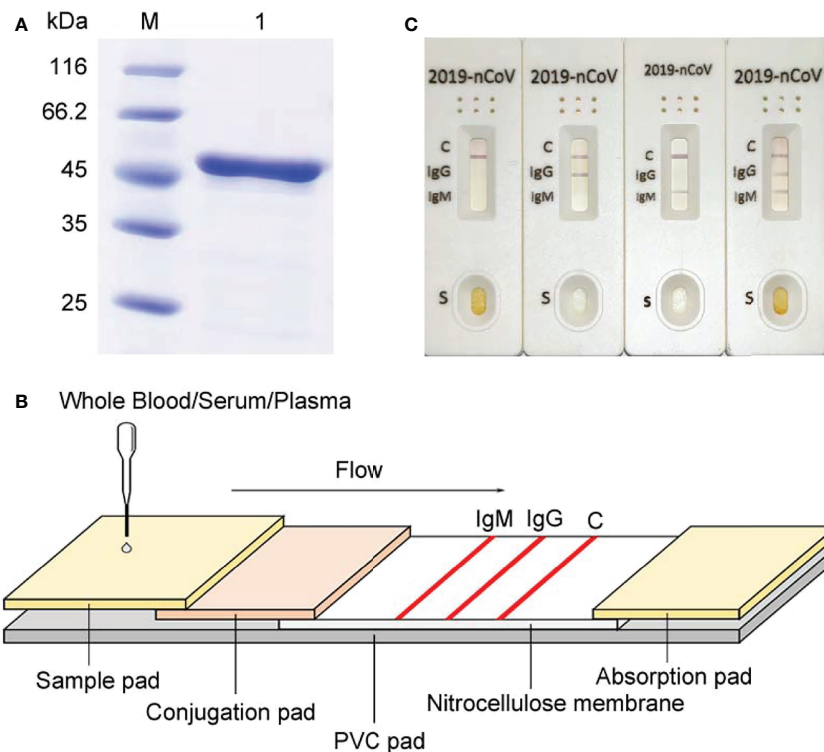 A
kDa M 1
116
66.2
45
35
25
C
2019-nCoV 2019-nCoV 2019-nCoV 2019-nCoV
C C C C
IgG IgG IgG IgG
IgM IgM IgM IgM
S S S S
B
Whole Blood/Serum/Plasma
Flow
IgM IgG C
Sample pad
Conjugation pad
PVC pad
Nitrocellulose membrane
Absorption pad